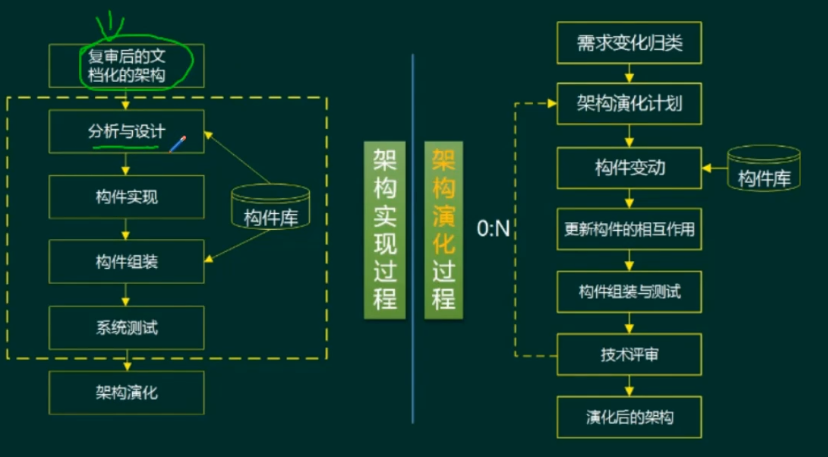 复审后的文
档化的架构
分析与设计
构件实现
构件组装
系统测试
架构演化
构件库
架构实现过程
架构演化过程
需求变化归类
架构演化计划
构件变动
构件库
更新构件的相互作用
构件组装与测试
技术评审
演化后的架构
0:N